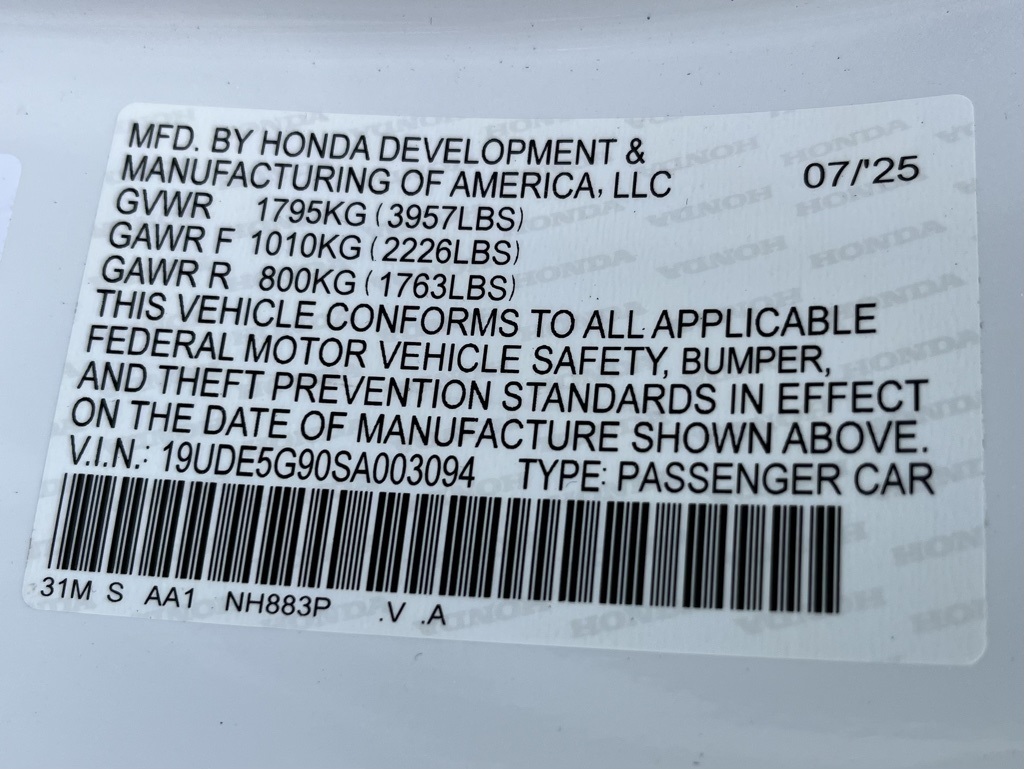 MFD. BY HONDA DEVELOPMENT &
MANUFACTURING OF AMERICA, LLC 07/'25
GVWR 1795KG (3957LBS)
GAWR F 1010KG (2226LBS)
GAWR R 800KG (1763LBS)
THIS VEHICLE CONFORMS TO ALL APPLICABLE
FEDERAL MOTOR VEHICLE SAFETY, BUMPER,
AND THEFT PREVENTION STANDARDS IN EFFECT
ON THE DATE OF MANUFACTURE SHOWN ABOVE.
V.I.N.: 19UDE5G90SA003094 TYPE: PASSENGER CAR
31M S AA1 NH883P .V .A